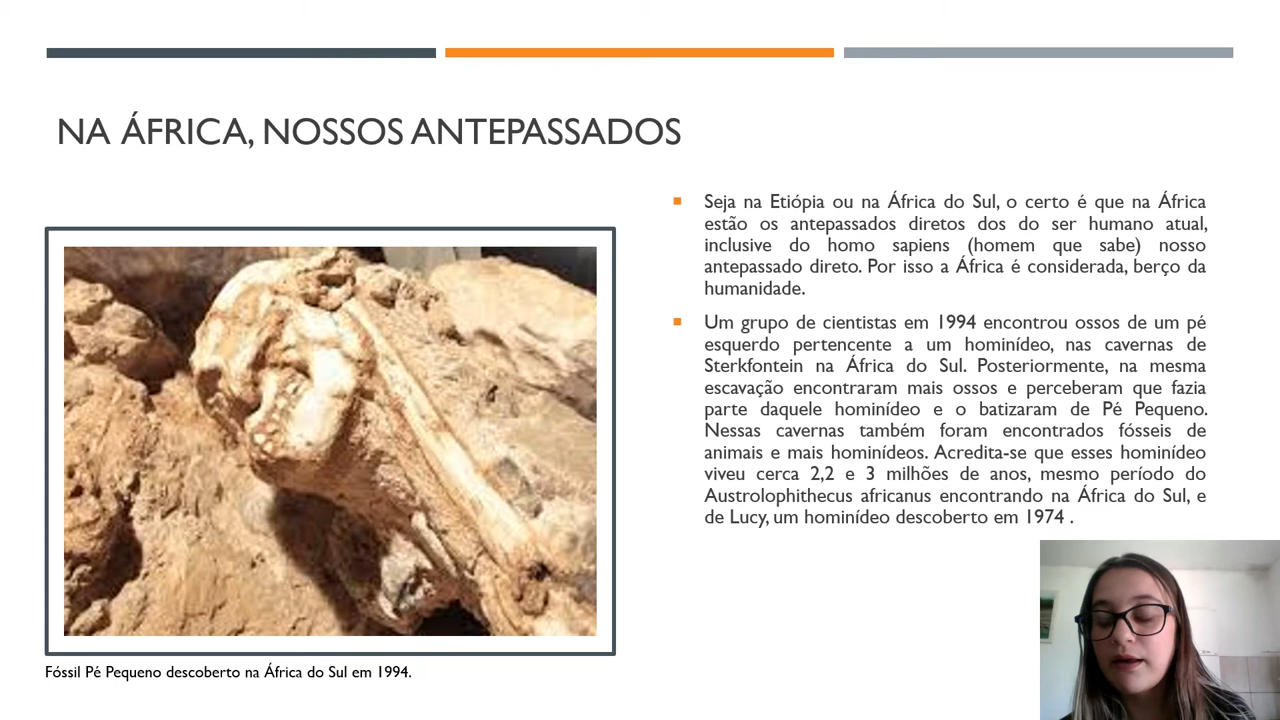 NA ÁFRICA, NOSSOS ANTEPASSADOS
Seja na Etiópia ou na África do Sul, o certo é que na África
estão os antepassados diretos dos do ser humano atual,
inclusive do homo sapiens (homem que sabe) nosso
antepassado direto. Por isso a África é considerada, berço da
humanidade.
Um grupo de cientistas em 1994 encontrou ossos de um pé
esquerdo pertencente a um hominídeo, nas cavernas de
Sterkfontein na África do Sul. Posteriormente, na mesma
escavação encontraram mais ossos e perceberam que fazia
parte daquele hominídeo e o batizaram de Pé Pequeno.
Nessas cavernas também foram encontrados fósseis de
animais e mais hominídeos. Acredita-se que esses hominídeo
viveu cerca 2,2 e 3 milhões de anos, mesmo período do
Austrolophithecus africanus encontrando na África do Sul, e
de Lucy, um hominídeo descoberto em 1974 .
Fóssil Pé Pequeno descoberto na África do Sul em 1994.